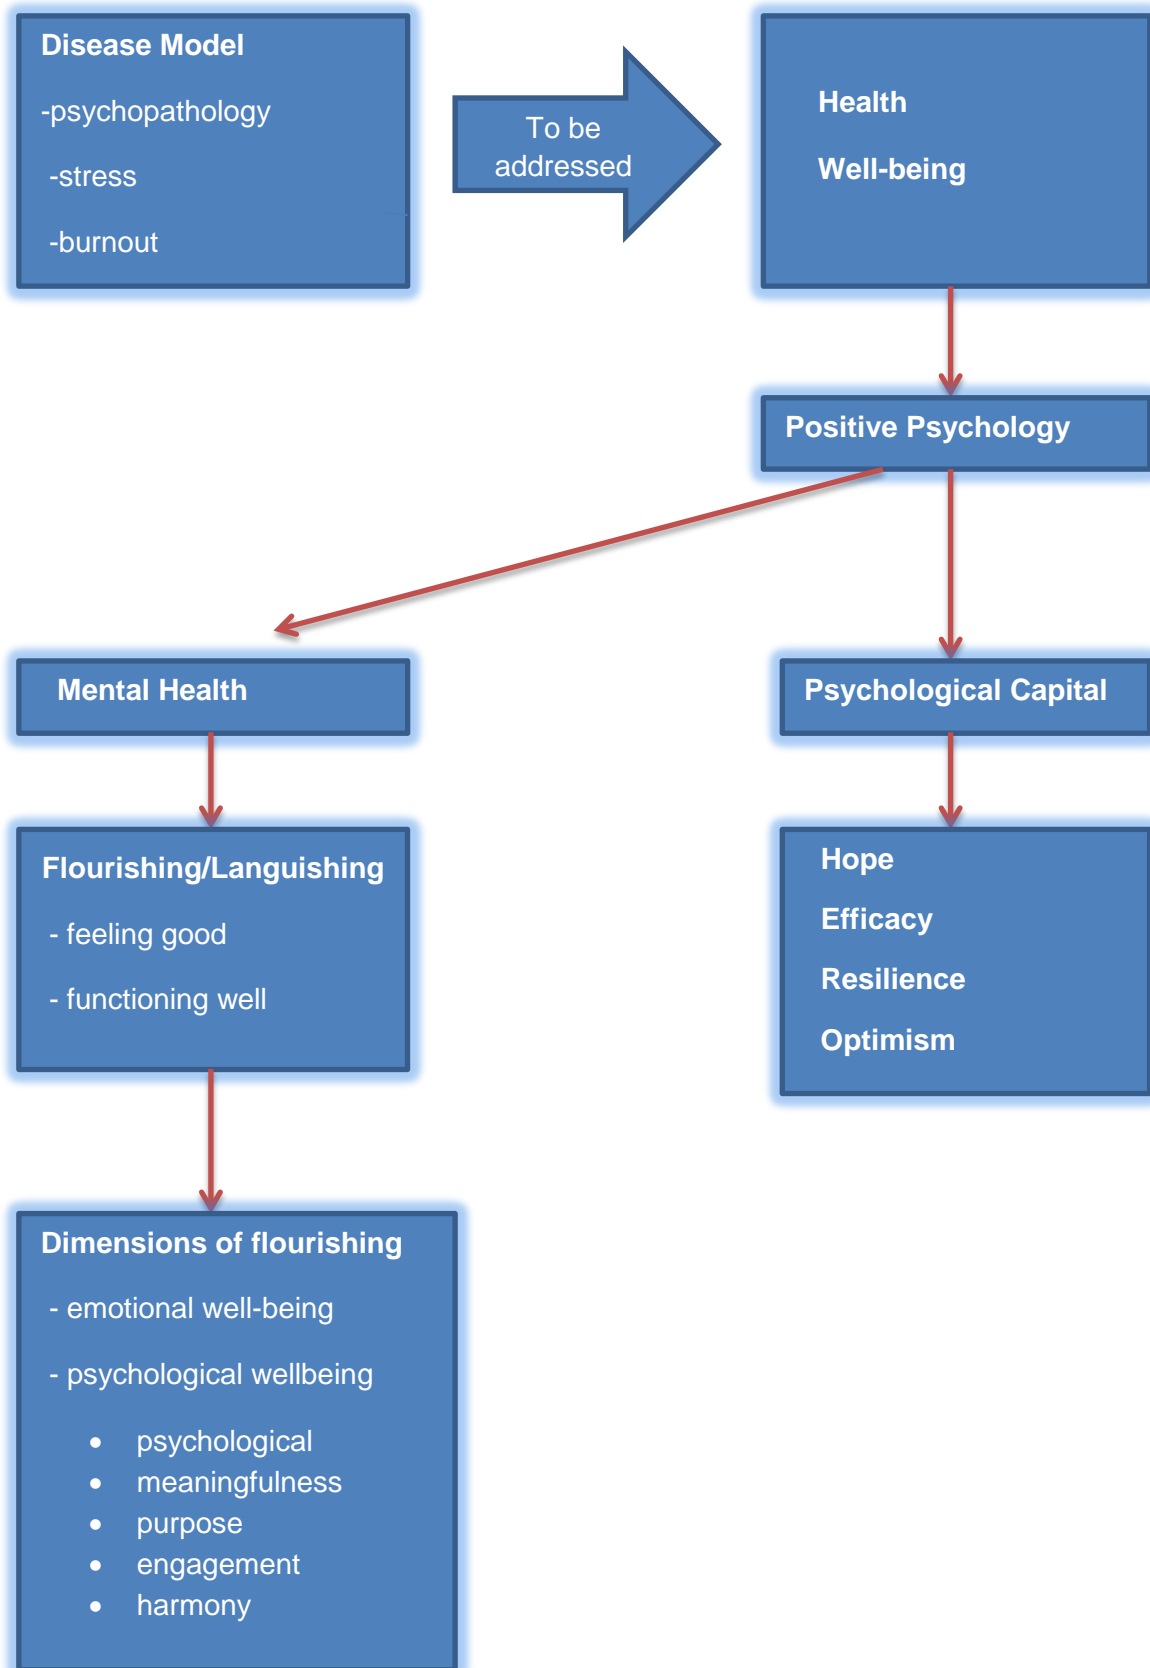 Disease Model
-psychopathology
-stress
-burnout
To be
addressed
Health
Well-being
Positive Psychology
Mental Health
Psychological Capital
Flourishing/Languishing
- feeling good
- functioning well
Hope
Efficacy
Resilience
Optimism
Dimensions of flourishing
- emotional well-being
- psychological wellbeing
• psychological
• meaningfulness
• purpose
• engagement
• harmony